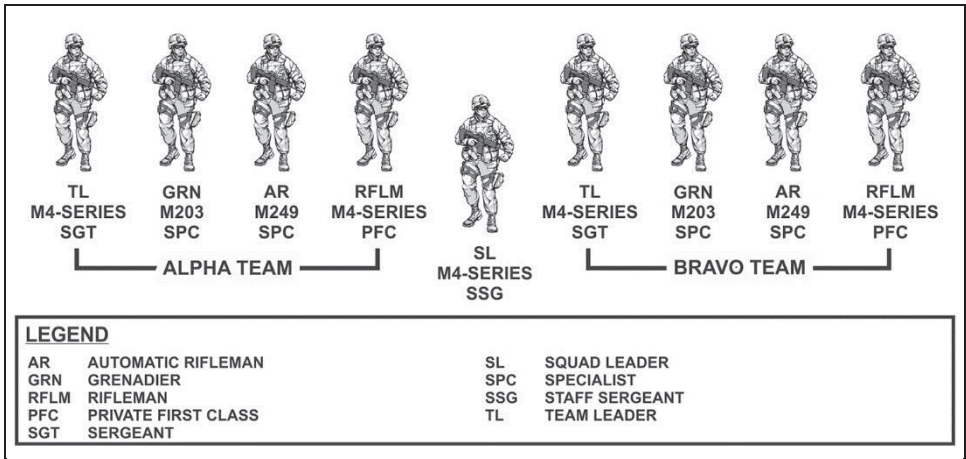 TL
M4-SERIES
SGT
GRN
M203
SPC
AR
M249
SPC
RFLM
M4-SERIES
PFC
ALPHA TEAM
SL
M4-SERIES
SSG
TL
M4-SERIES
SGT
GRN
M203
SPC
AR
M249
SPC
RFLM
M4-SERIES
PFC
BRAVO TEAM
LEGEND
AR AUTOMATIC RIFLEMAN
GRN GRENADIER
RFLM RIFLEMAN
PFC PRIVATE FIRST CLASS
SGT SERGEANT
SL SQUAD LEADER
SPC SPECIALIST
SSG STAFF SERGEANT
TL TEAM LEADER